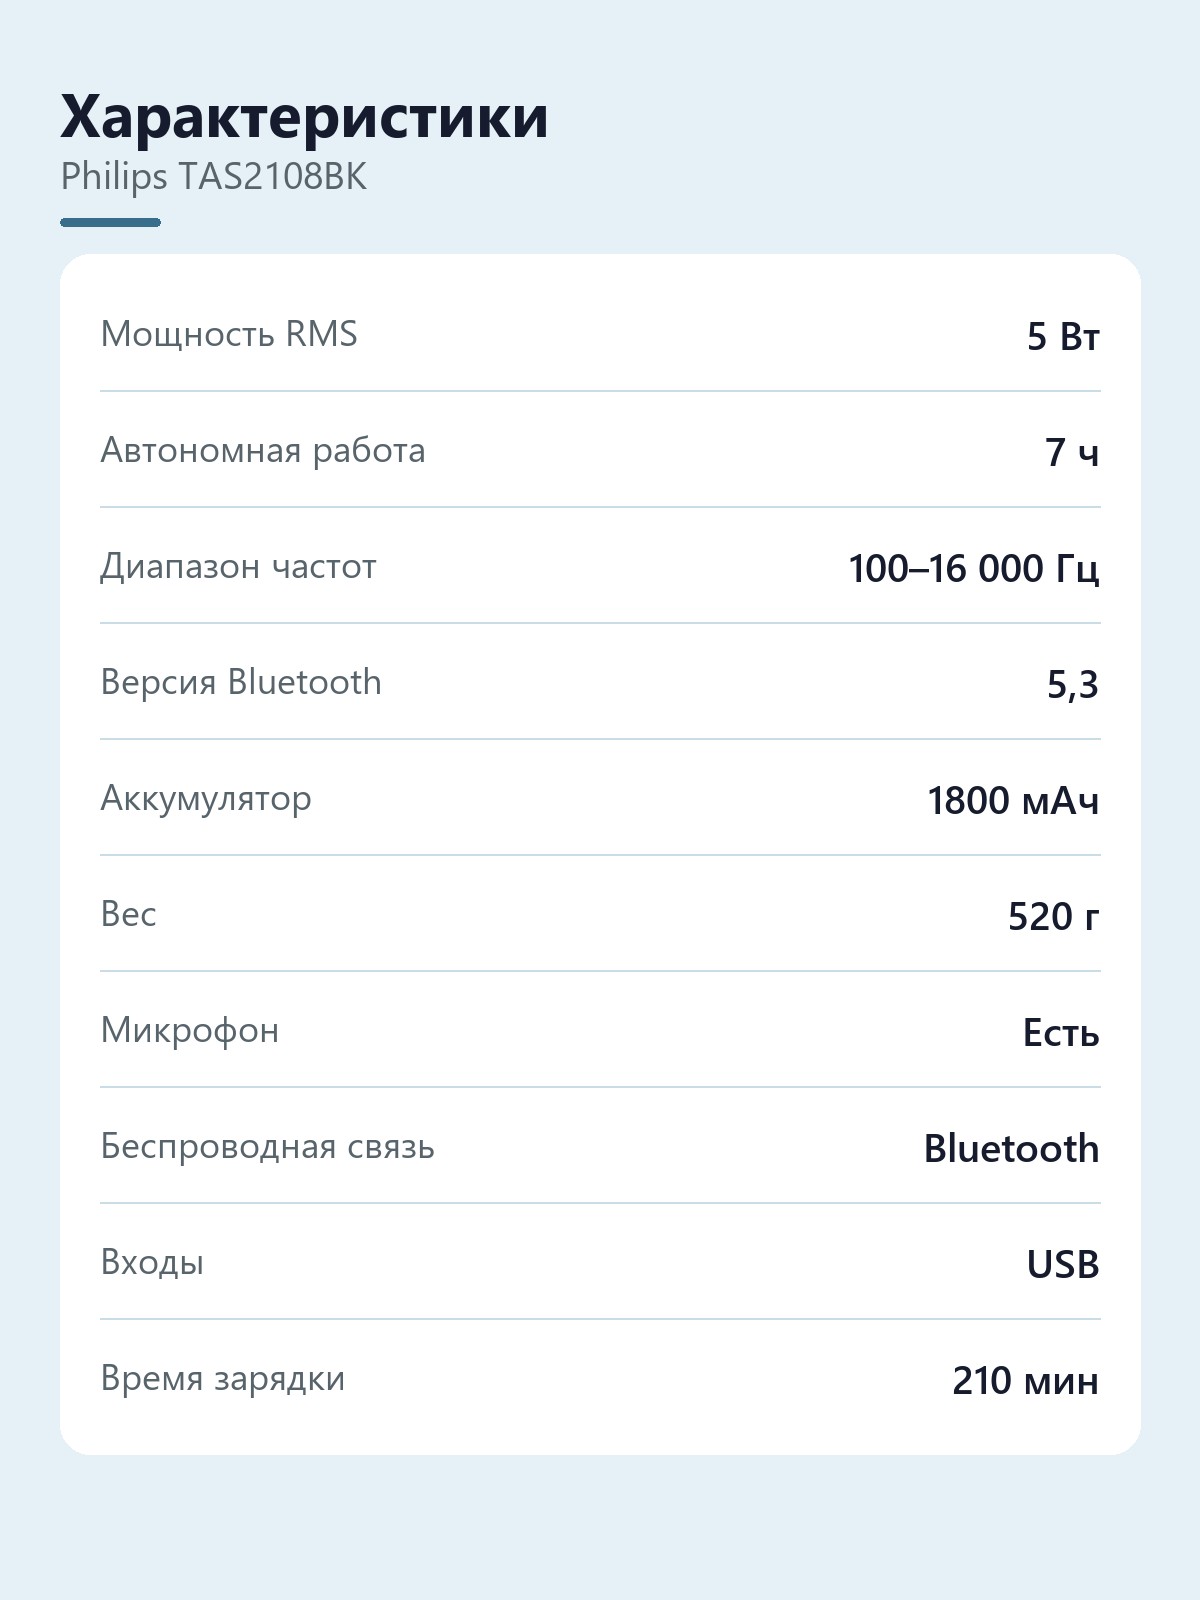 Характеристики
Philips TAS2108BK
Мощность RMS 5 Вт
Автономная работа 7 ч
Диапазон частот 100–16 000 Гц
Версия Bluetooth 5,3
Аккумулятор 1800 мАч
Вес 520 г
Микрофон Есть
Беспроводная связь Bluetooth
Входы USB
Время зарядки 210 мин